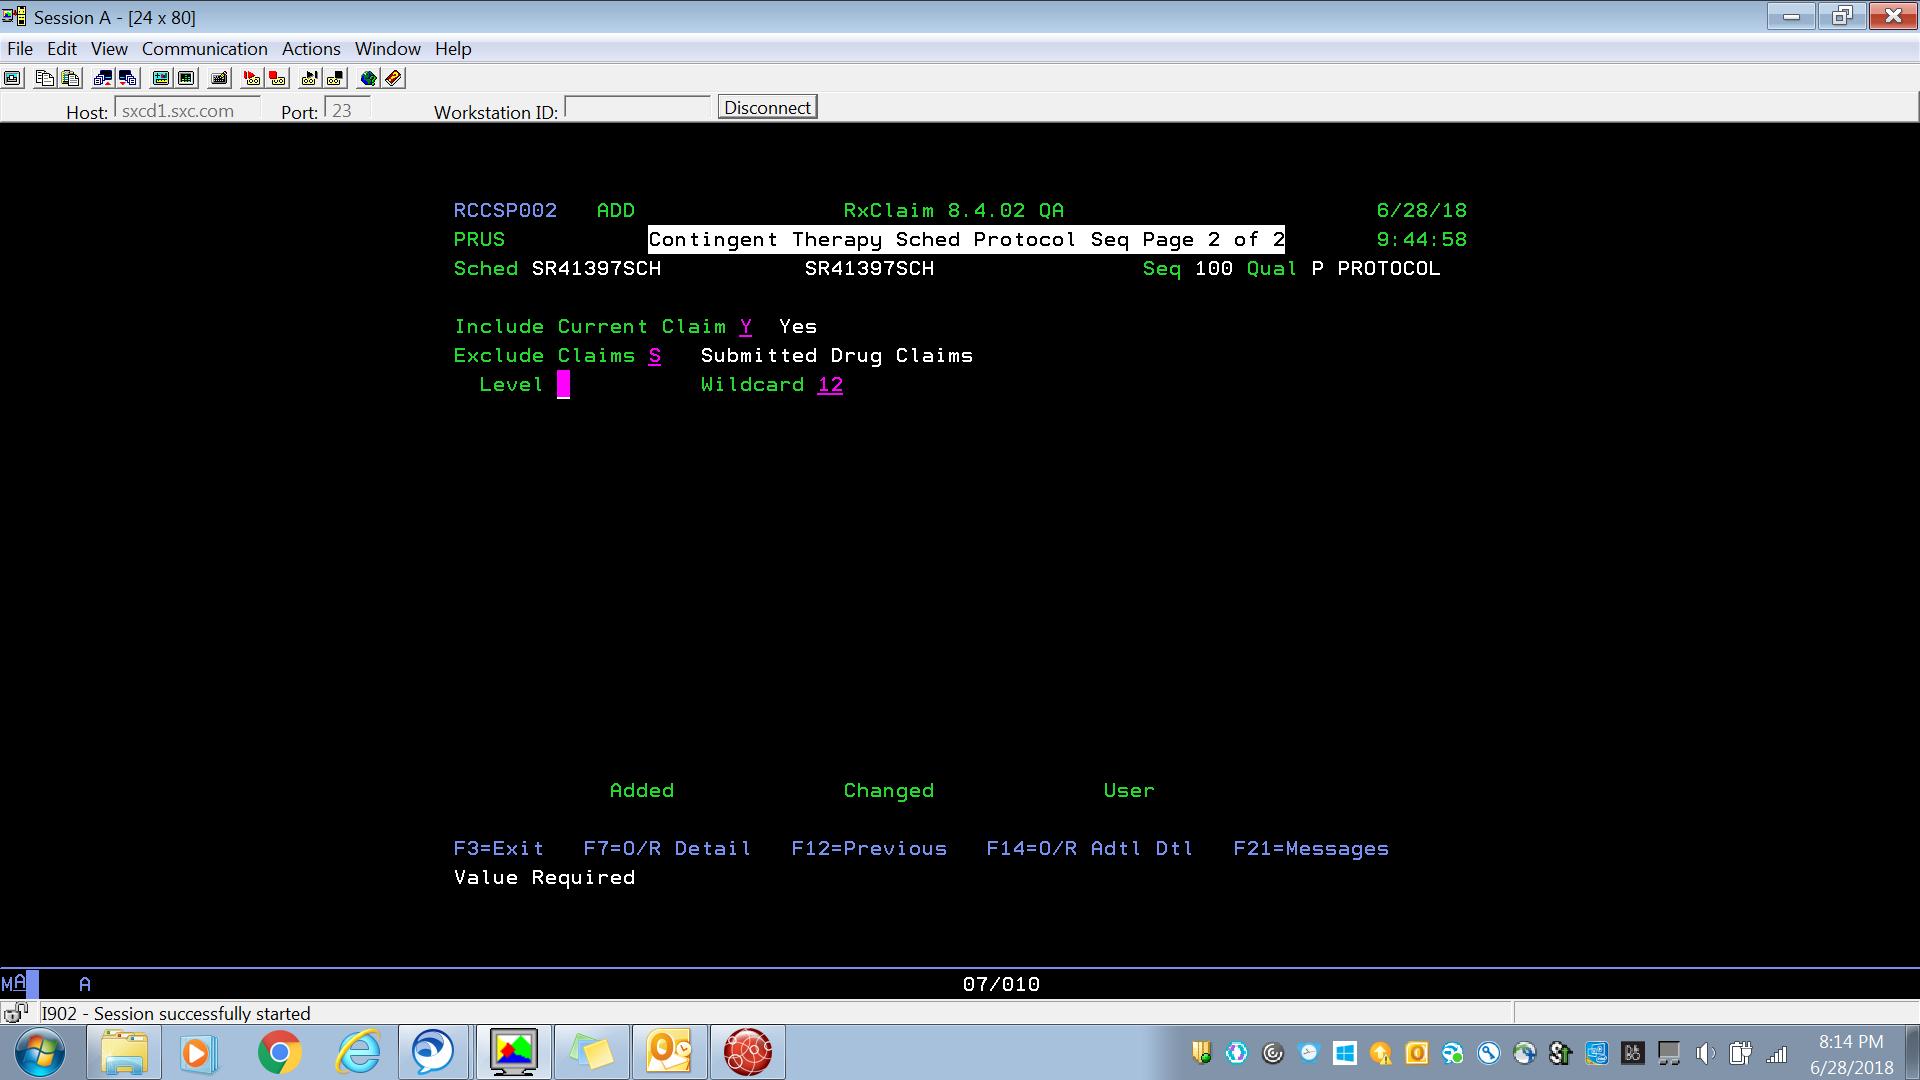 Session A - [24 x 80]
File Edit View Communication Actions Window Help
Host: sxcd1.sxc.com Port: 23 Workstation ID: Disconnect
RCCSP002 ADD RxClaim 8.4.02 QA 6/28/18
PRUS Contingent Therapy Sched Protocol Seq Page 2 of 2 9:44:58
Sched SR41397SCH SR41397SCH Seq 100 Qual P PROTOCOL
Include Current Claim Y Yes
Exclude Claims S Submitted Drug Claims
Level Wildcard 12
Added Changed User
F3=Exit F7=O/R Detail F12=Previous F14=O/R Adtl Dtl F21=Messages
Value Required
MA A 07/010
I902 - Session successfully started
8:14 PM
6/28/2018